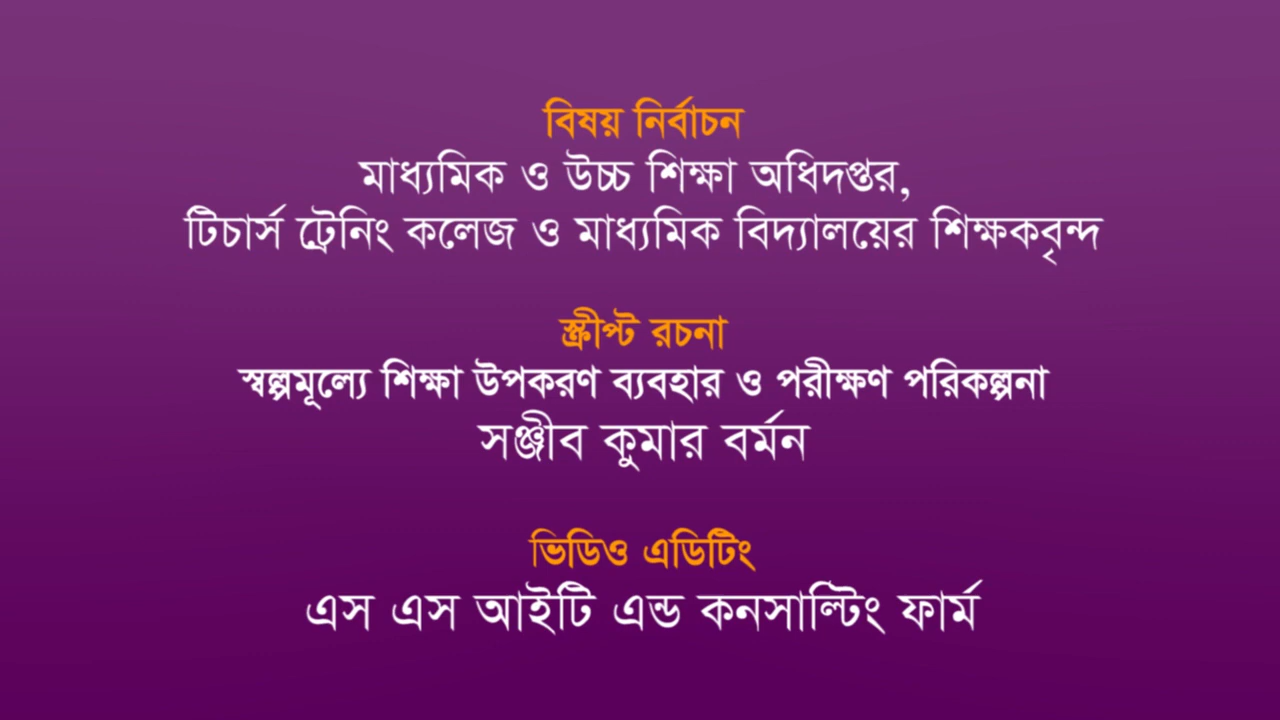 বিষয় নির্বাচন
মাধ্যমিক ও উচ্চ শিক্ষা অধিদপ্তর,
টিচার্স ট্রেনিং কলেজ ও মাধ্যমিক বিদ্যালয়ের শিক্ষকবৃন্দ
স্ক্রীপ্ট রচনা
স্বল্পমূল্যে শিক্ষা উপকরণ ব্যবহার ও পরীক্ষণ পরিকল্পনা
সঞ্জীব কুমার বর্মন
ভিডিও এডিটিং
এস এস আইটি এন্ড কনসাল্টিং ফার্ম